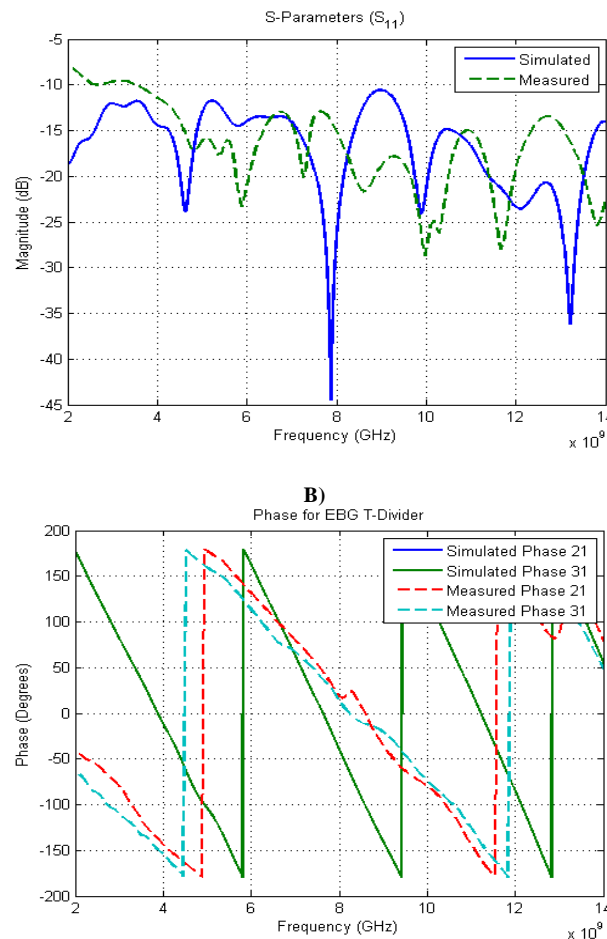 S-Parameters (S11)
-5
-10
-15
-20
-25
-30
-35
-40
-45
Magnitude (dB)
Simulated
Measured
2 4 6 8 10 12 14
Frequency (GHz)
x 10^9
B)
Phase for EBG T-Divider
200
150
100
50
0
-50
-100
-150
-200
Phase (Degrees)
Simulated Phase 21
Simulated Phase 31
Measured Phase 21
Measured Phase 31
2 4 6 8 10 12 14
Frequency (GHz)
x 10^9